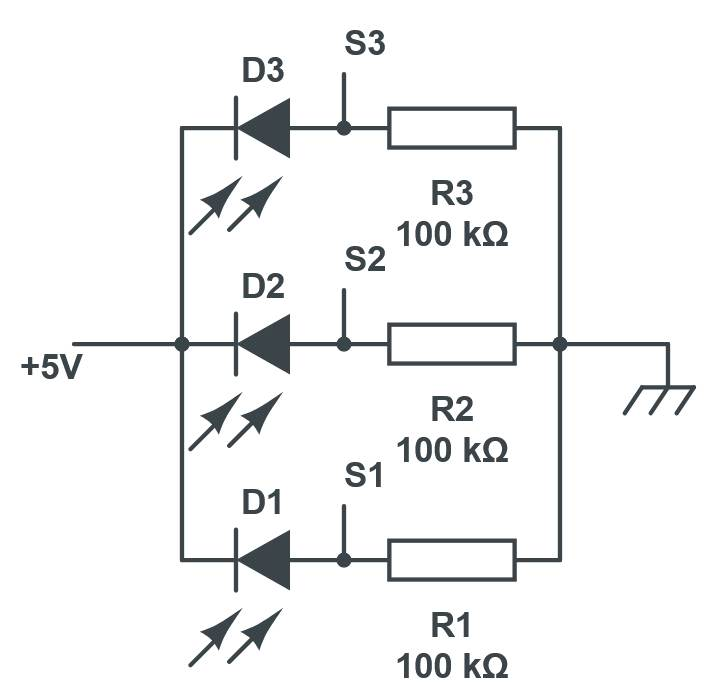 S3
D3
R3
100 kΩ
S2
D2
+5V
R2
100 kΩ
S1
D1
R1
100 kΩ